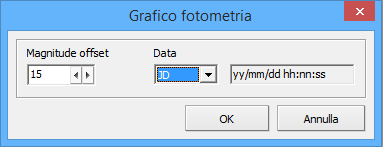 Grafico fotometria
Magnitude offset Data
15 JD yy/mm/dd hh:nn:ss
OK Annulla